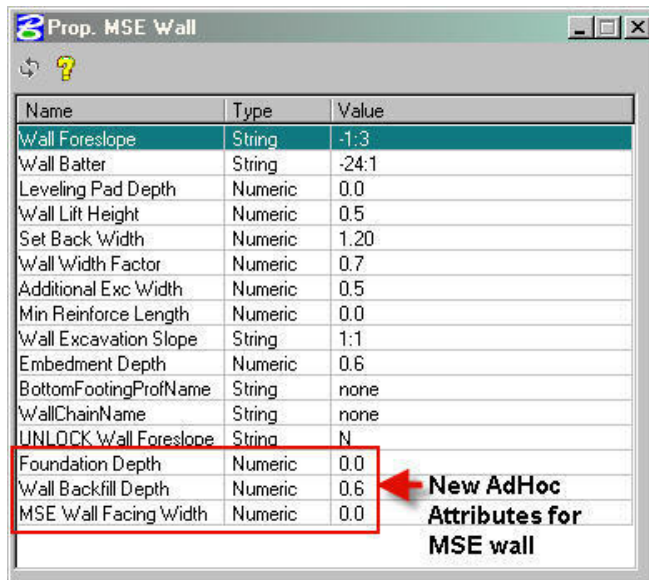 Prop. MSE Wall
Name Type Value
Wall Foreslope String -1:3
Wall Batter String -24:1
Leveling Pad Depth Numeric 0.0
Wall Lift Height Numeric 0.5
Set Back Width Numeric 1.20
Wall Width Factor Numeric 0.7
Additional Exc Width Numeric 0.5
Min Reinforce Length Numeric 0.0
Wall Excavation Slope String 1:1
Embedment Depth Numeric 0.6
BottomFootingProfName String none
WallChainName String none
UNLOCK Wall Foreslope String N
Foundation Depth Numeric 0.0
Wall Backfill Depth Numeric 0.6
MSE Wall Facing Width Numeric 0.0
New AdHoc
Attributes for
MSE wall